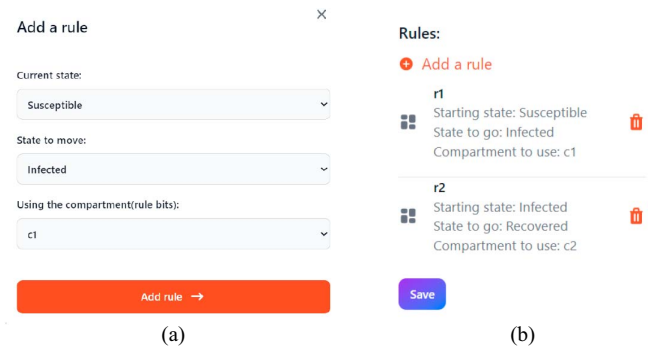 Add a rule
Current state:
Susceptible
State to move:
Infected
Using the compartment(rule bits):
c1
Add rule →
(a)
Rules:
Add a rule
r1
Starting state: Susceptible
State to go: Infected
Compartment to use: c1
r2
Starting state: Infected
State to go: Recovered
Compartment to use: c2
Save
(b)